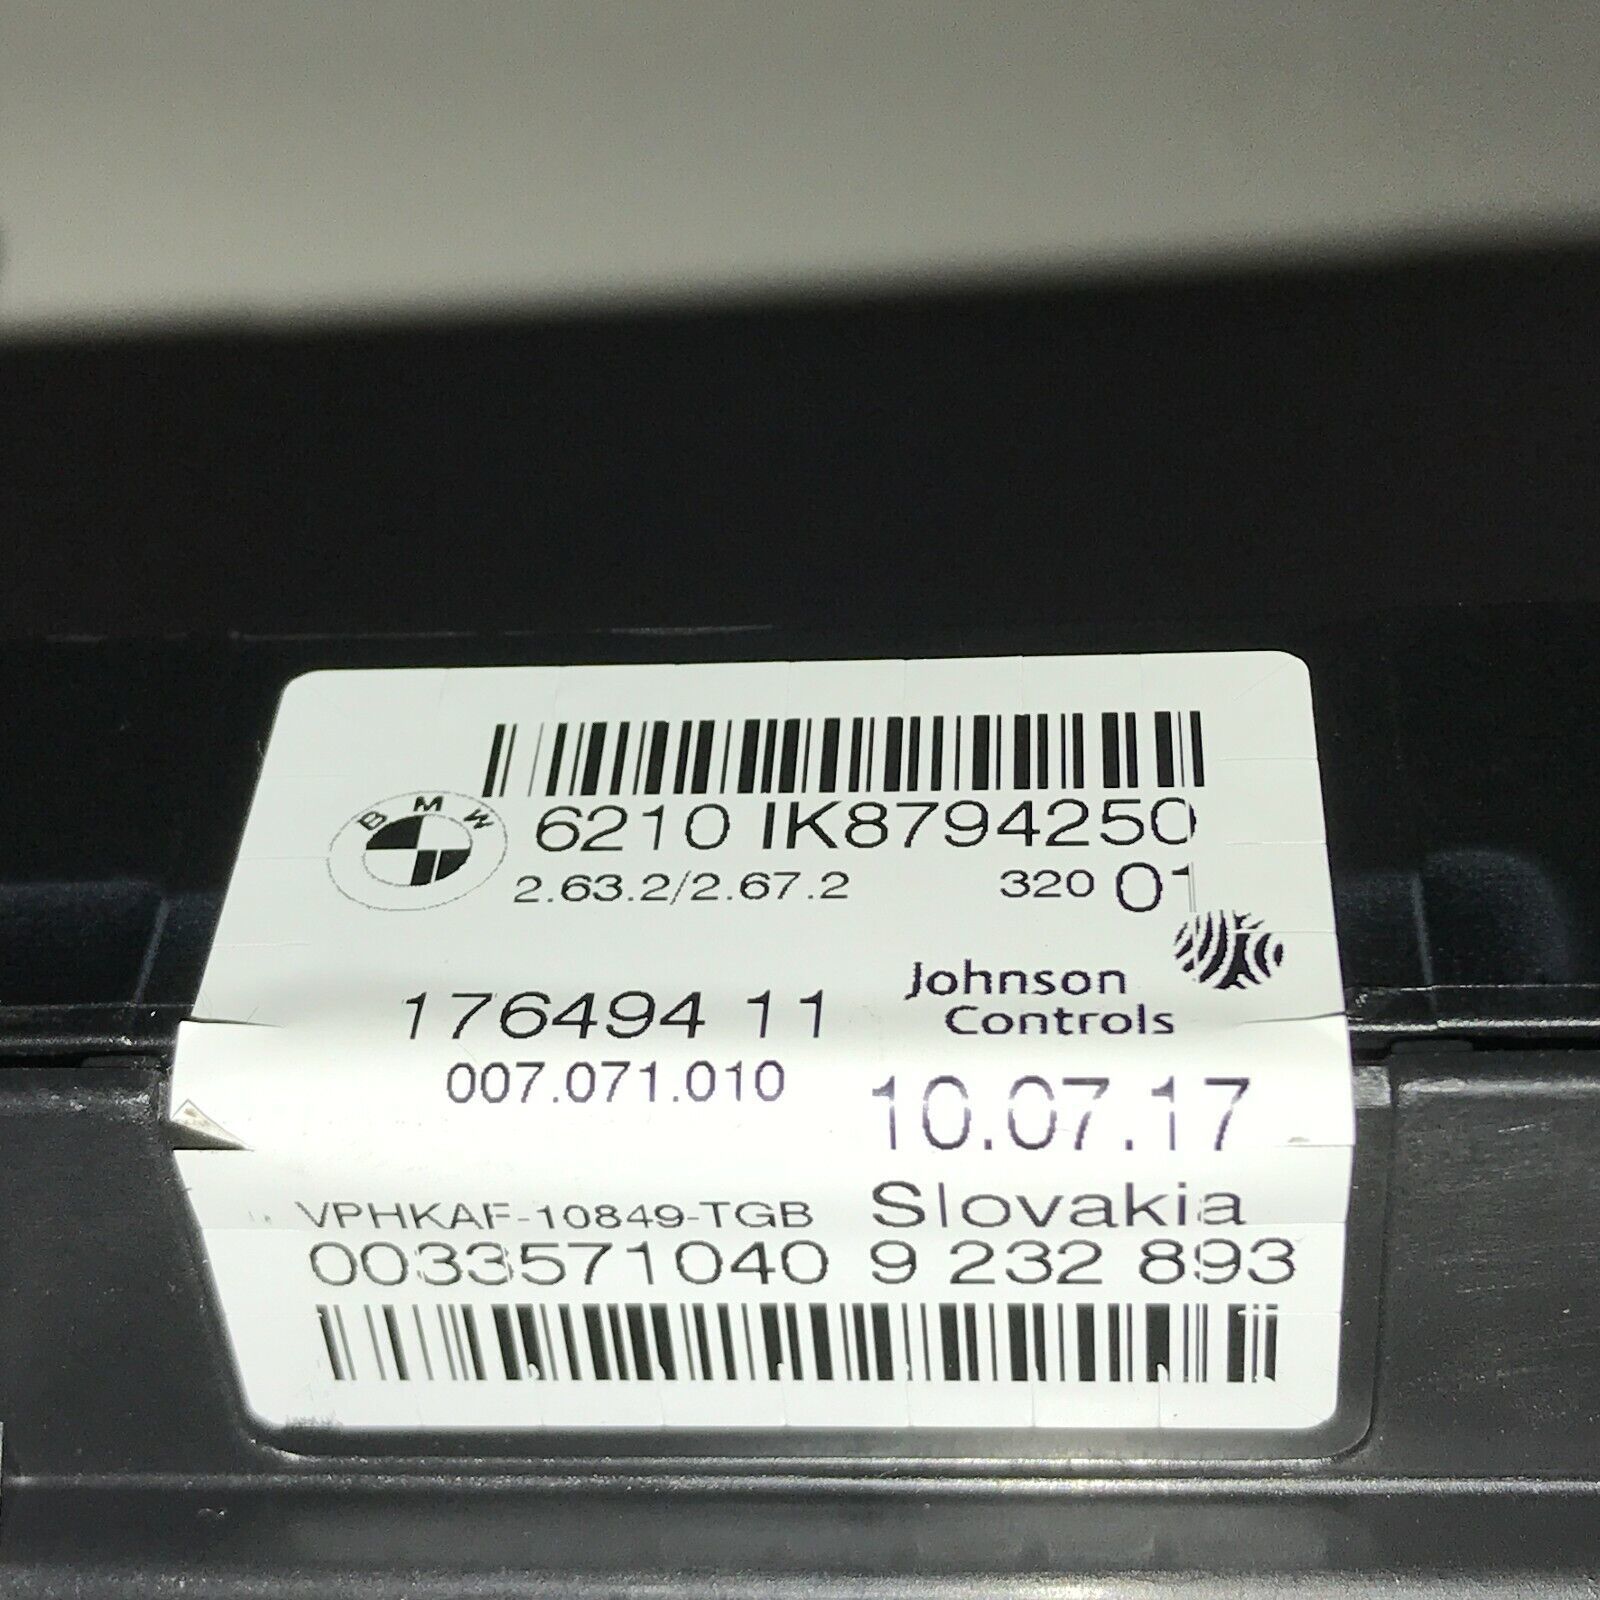 BMW
6210 IK8794250
2.63.2/2.67.2 320 01
Johnson
Controls
176494 11
007.071.010 10.07.17
VPHKAF-10849-TGB Slovakia
0033571040 9 232 893